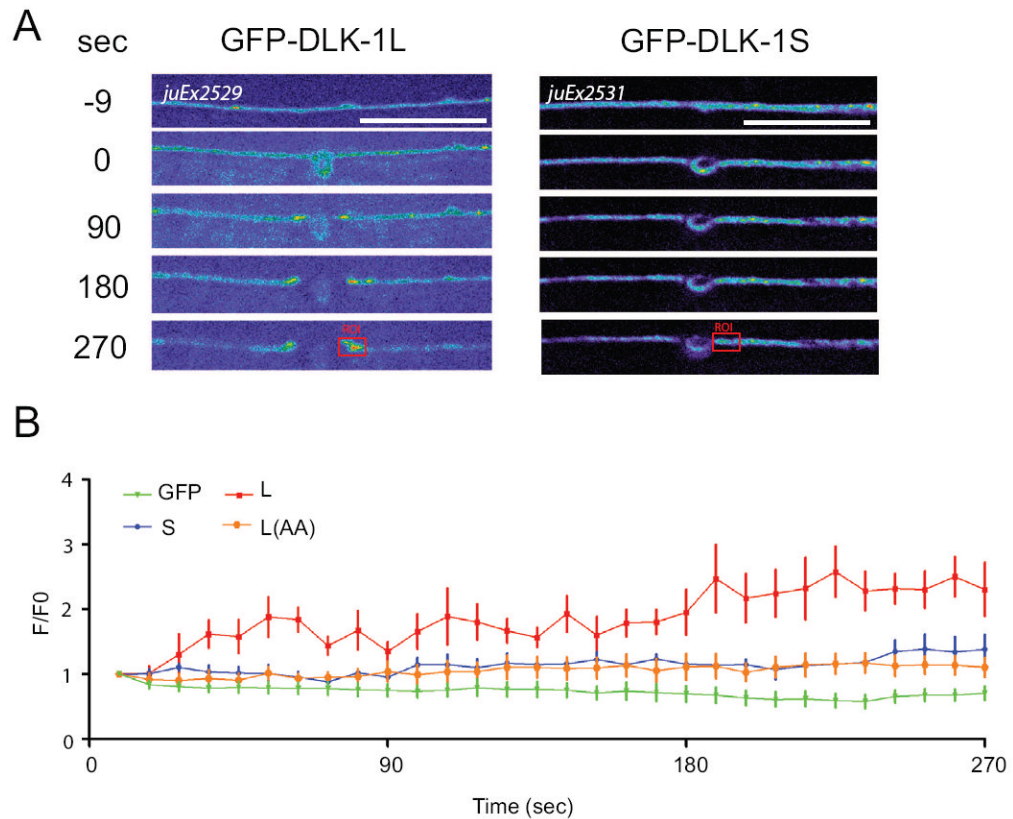 A
sec
GFP-DLK-1L
GFP-DLK-1S
-9
juEx2529
juEx2531
0
90
180
270
ROI
ROI
B
4
3
2
1
0
F/F0
GFP
L
S
L(AA)
0
90
180
270
Time (sec)